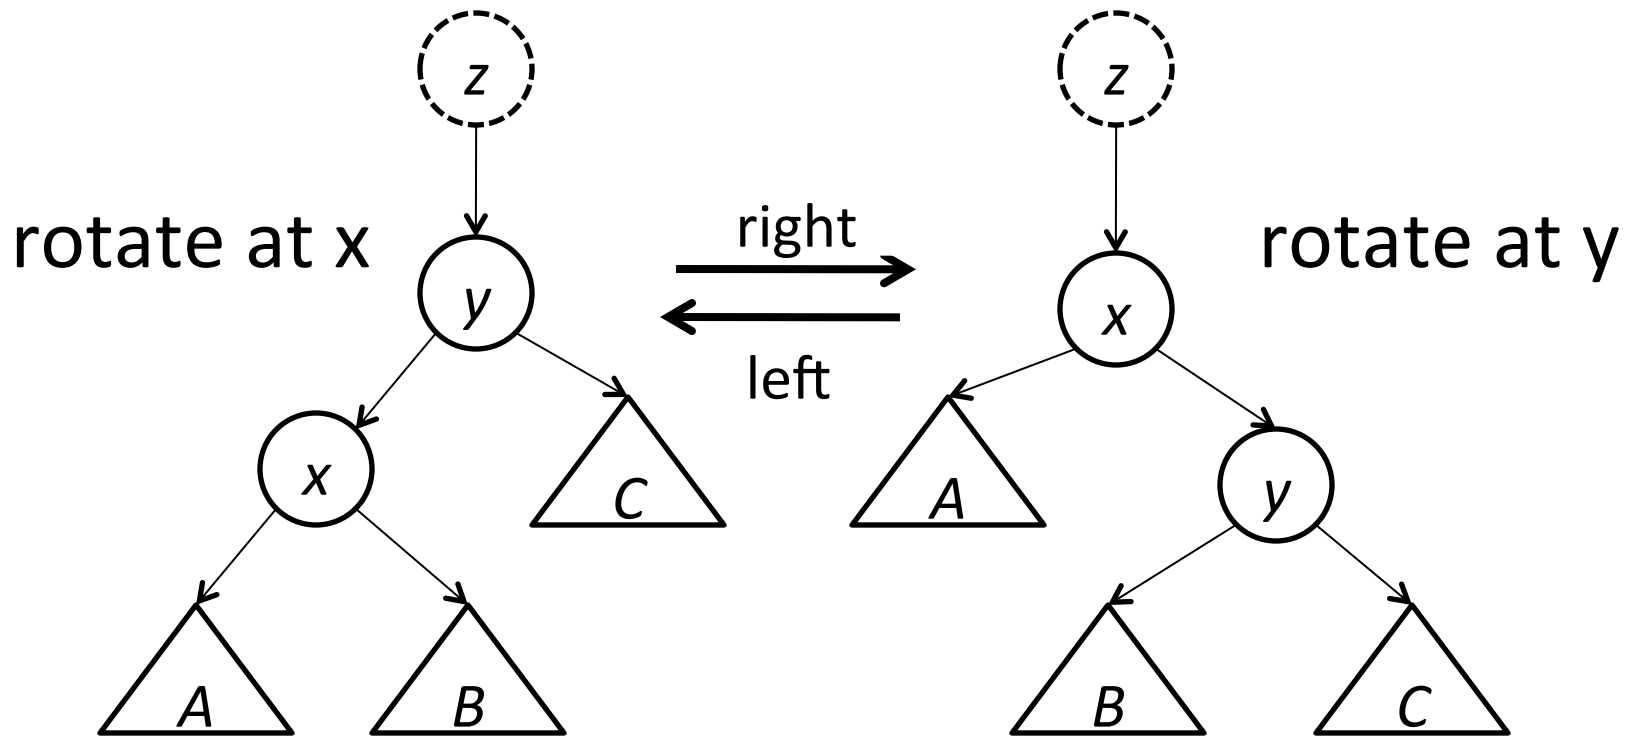 z
z
rotate at x
right
rotate at y
y
x
left
x
C
A
y
A
B
B
C